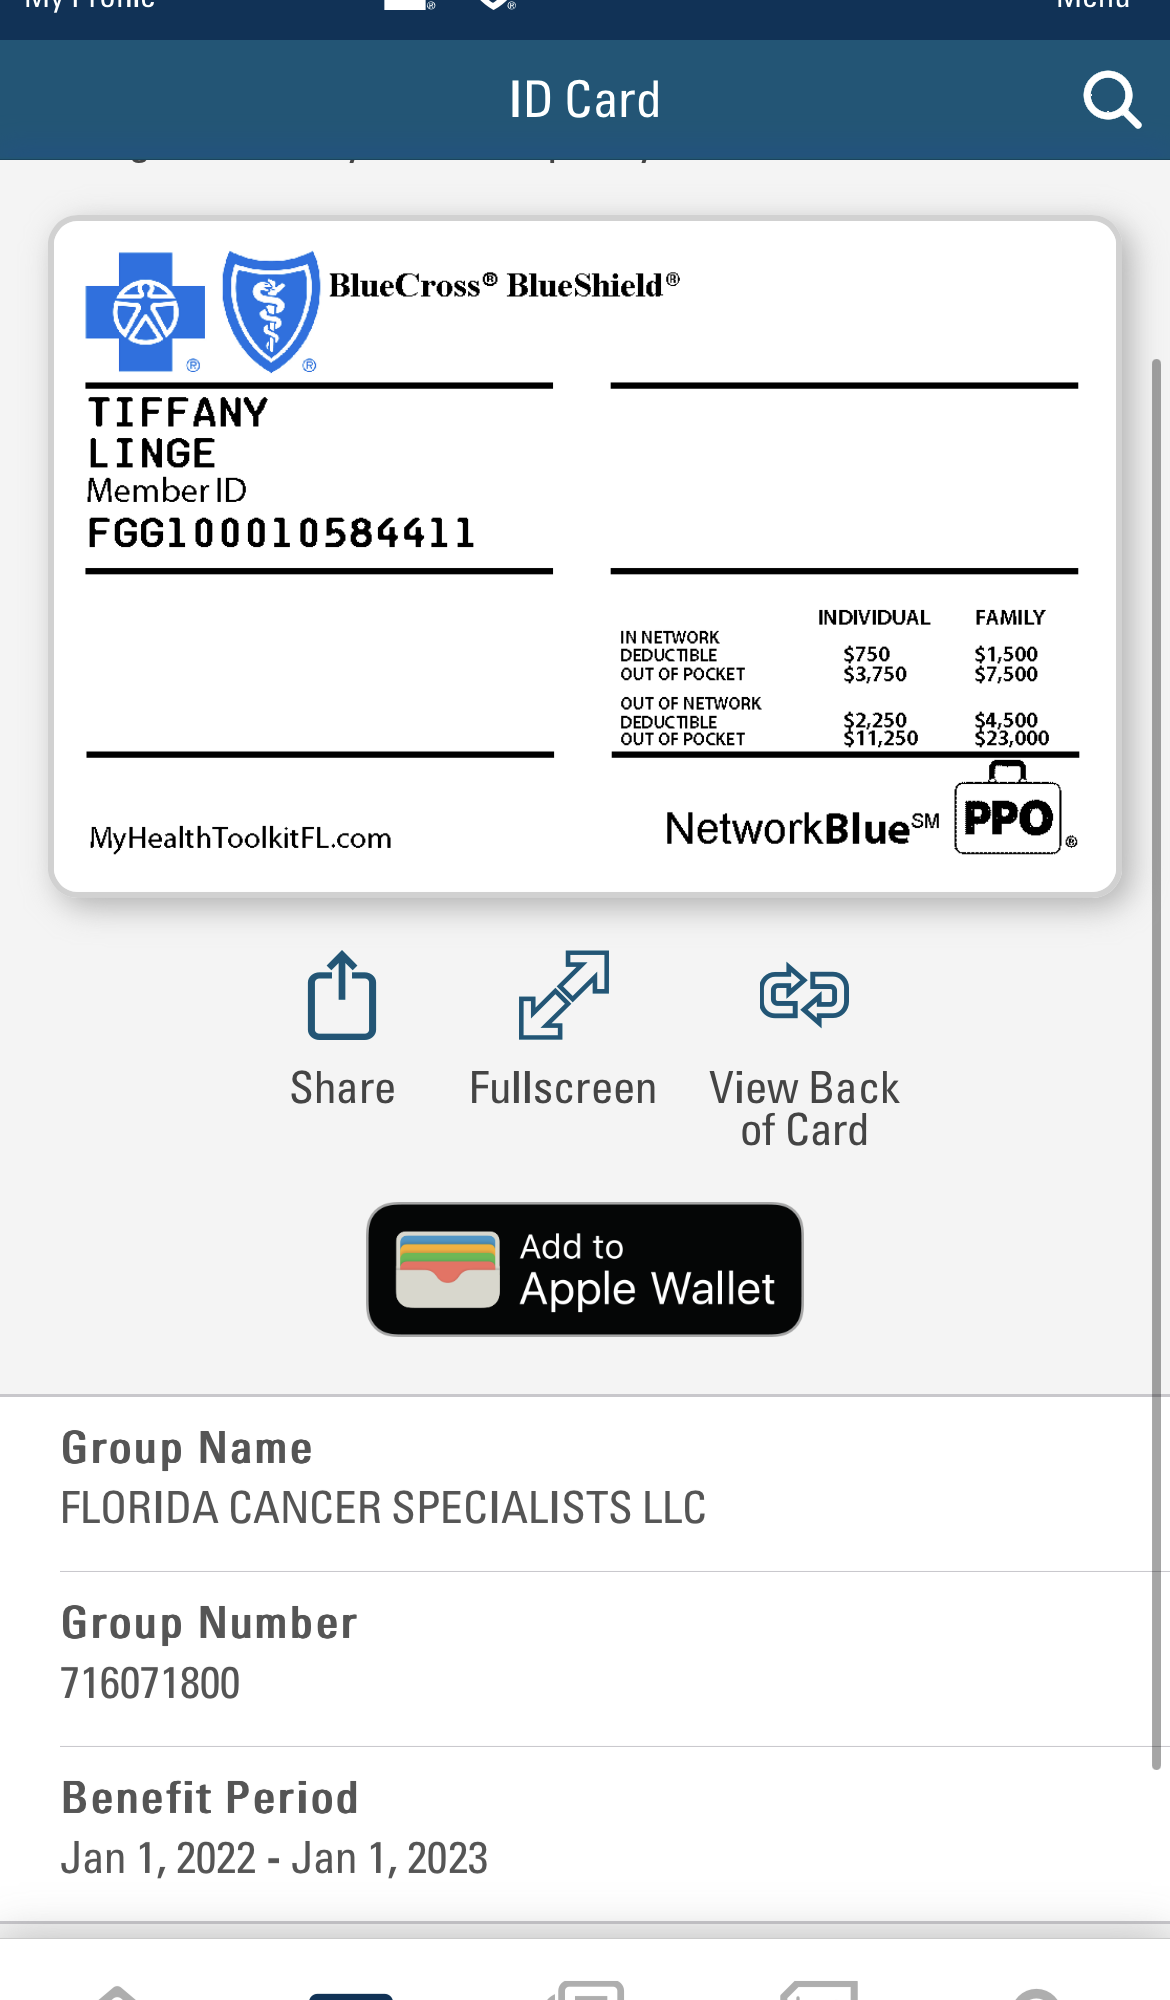 My Profile
Menu
ID Card
BlueCross® BlueShield®
®
®
TIFFANY
LINGE
Member ID
FGG100010584411
INDIVIDUAL FAMILY
IN NETWORK
DEDUCTIBLE $750 $1,500
OUT OF POCKET $3,750 $7,500
OUT OF NETWORK
DEDUCTIBLE $2,250 $4,500
OUT OF POCKET $11,250 $23,000
MyHealthToolkitFL.com
NetworkBlue℠ PPO®
Share
Fullscreen
View Back
of Card
Add to
Apple Wallet
Group Name
FLORIDA CANCER SPECIALISTS LLC
Group Number
716071800
Benefit Period
Jan 1, 2022 - Jan 1, 2023